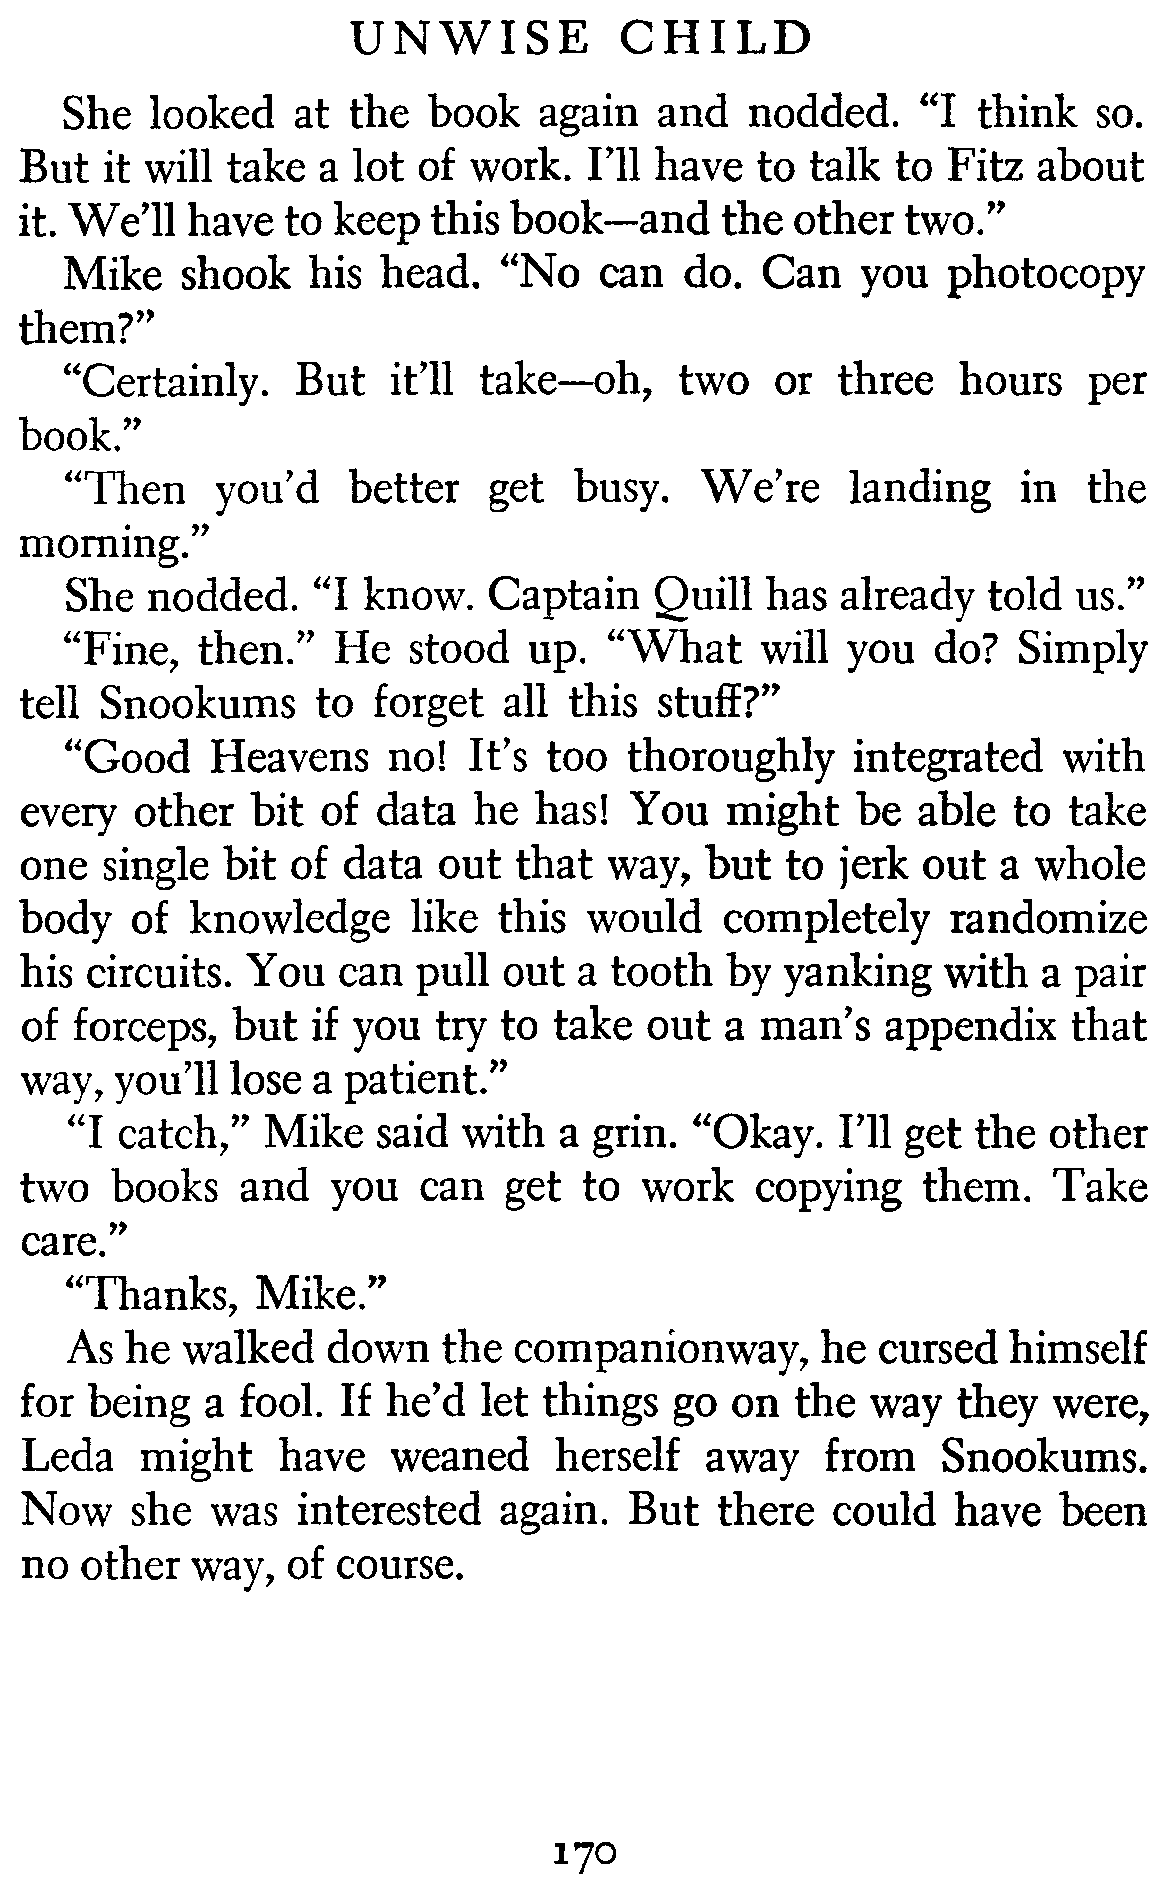 UNWISE CHILD
She looked at the book again and nodded. “I think so.
But it will take a lot of work. I’ll have to talk to Fitz about
it. We’ll have to keep this book—and the other two.”
Mike shook his head. “No can do. Can you photocopy
them?”
“Certainly. But it’ll take—oh, two or three hours per
book.”
“Then you’d better get busy. We’re landing in the
morning.”
She nodded. “I know. Captain Quill has already told us.”
“Fine, then.” He stood up. “What will you do? Simply
tell Snookums to forget all this stuff?”
“Good Heavens no! It’s too thoroughly integrated with
every other bit of data he has! You might be able to take
one single bit of data out that way, but to jerk out a whole
body of knowledge like this would completely randomize
his circuits. You can pull out a tooth by yanking with a pair
of forceps, but if you try to take out a man’s appendix that
way, you’ll lose a patient.”
“I catch,” Mike said with a grin. “Okay. I’ll get the other
two books and you can get to work copying them. Take
care.”
“Thanks, Mike.”
As he walked down the companionway, he cursed himself
for being a fool. If he’d let things go on the way they were,
Leda might have weaned herself away from Snookums.
Now she was interested again. But there could have been
no other way, of course.
170